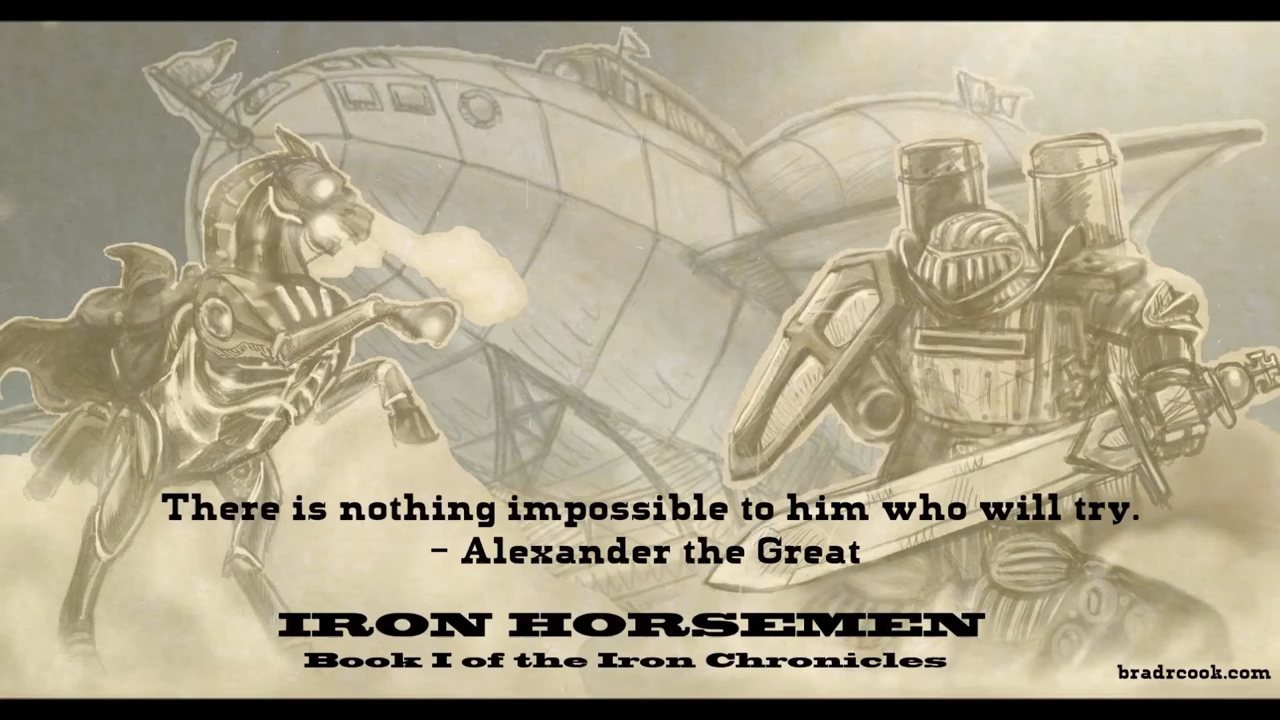 There is nothing impossible to him who will try.
– Alexander the Great
IRON HORSEMEN
Book I of the Iron Chronicles
bradrcook.com